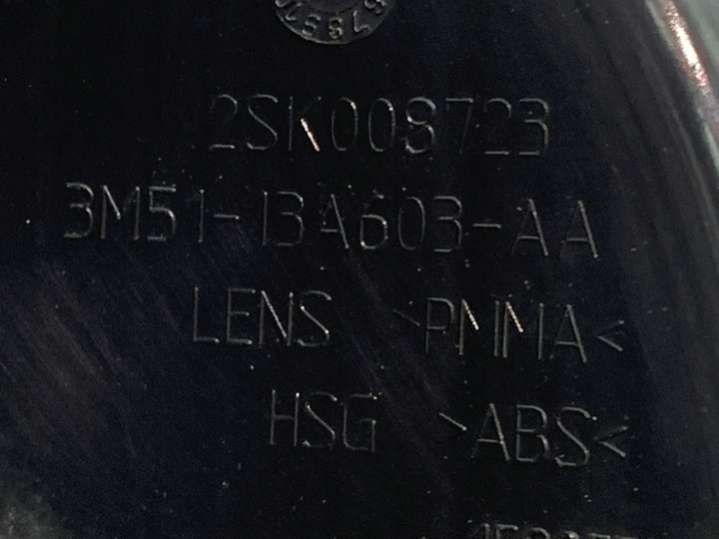 2SK008723
3M51-13A603-AA
LENS >PMMA<
HSG >ABS<